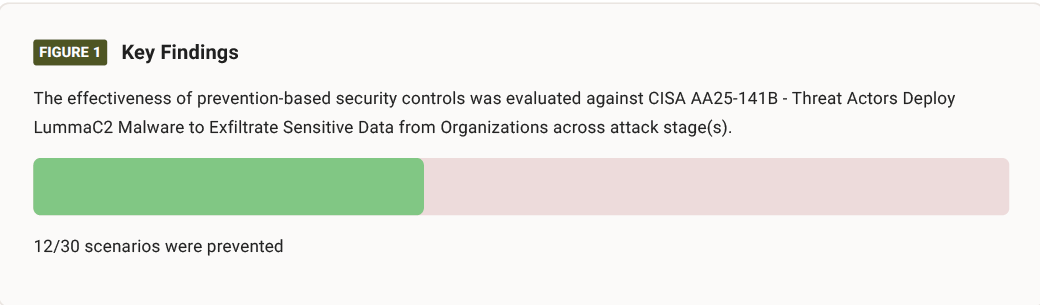 FIGURE 1 Key Findings
The effectiveness of prevention-based security controls was evaluated against CISA AA25-141B - Threat Actors Deploy
LummaC2 Malware to Exfiltrate Sensitive Data from Organizations across attack stage(s).
12/30 scenarios were prevented